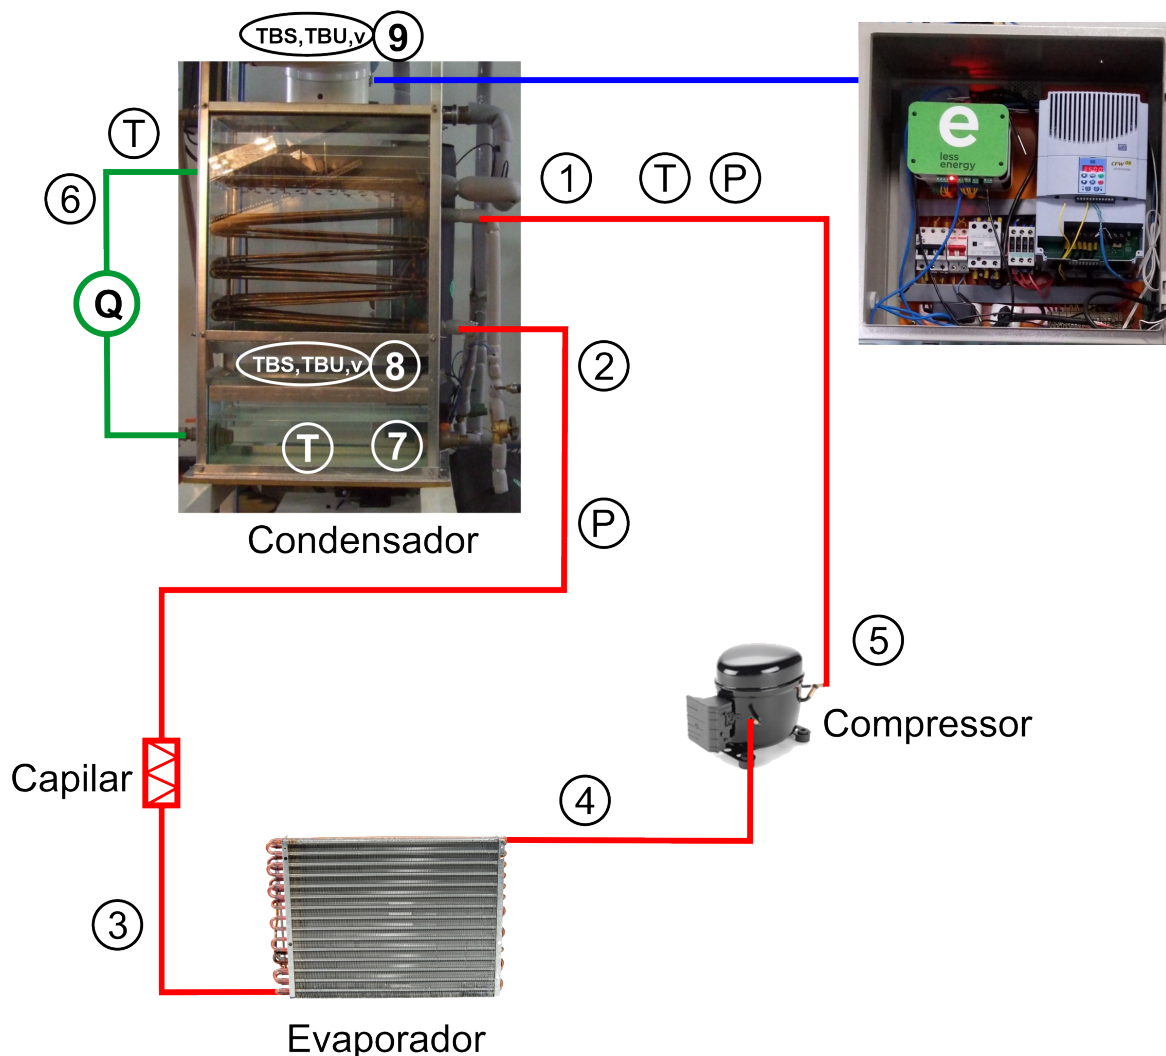 TBS,TBU,v 9
T
1 T P
6
e
less
energy
CFW
Q
TBS,TBU,v 8
2
T 7
P
Condensador
5
Compressor
Capilar
4
3
Evaporador